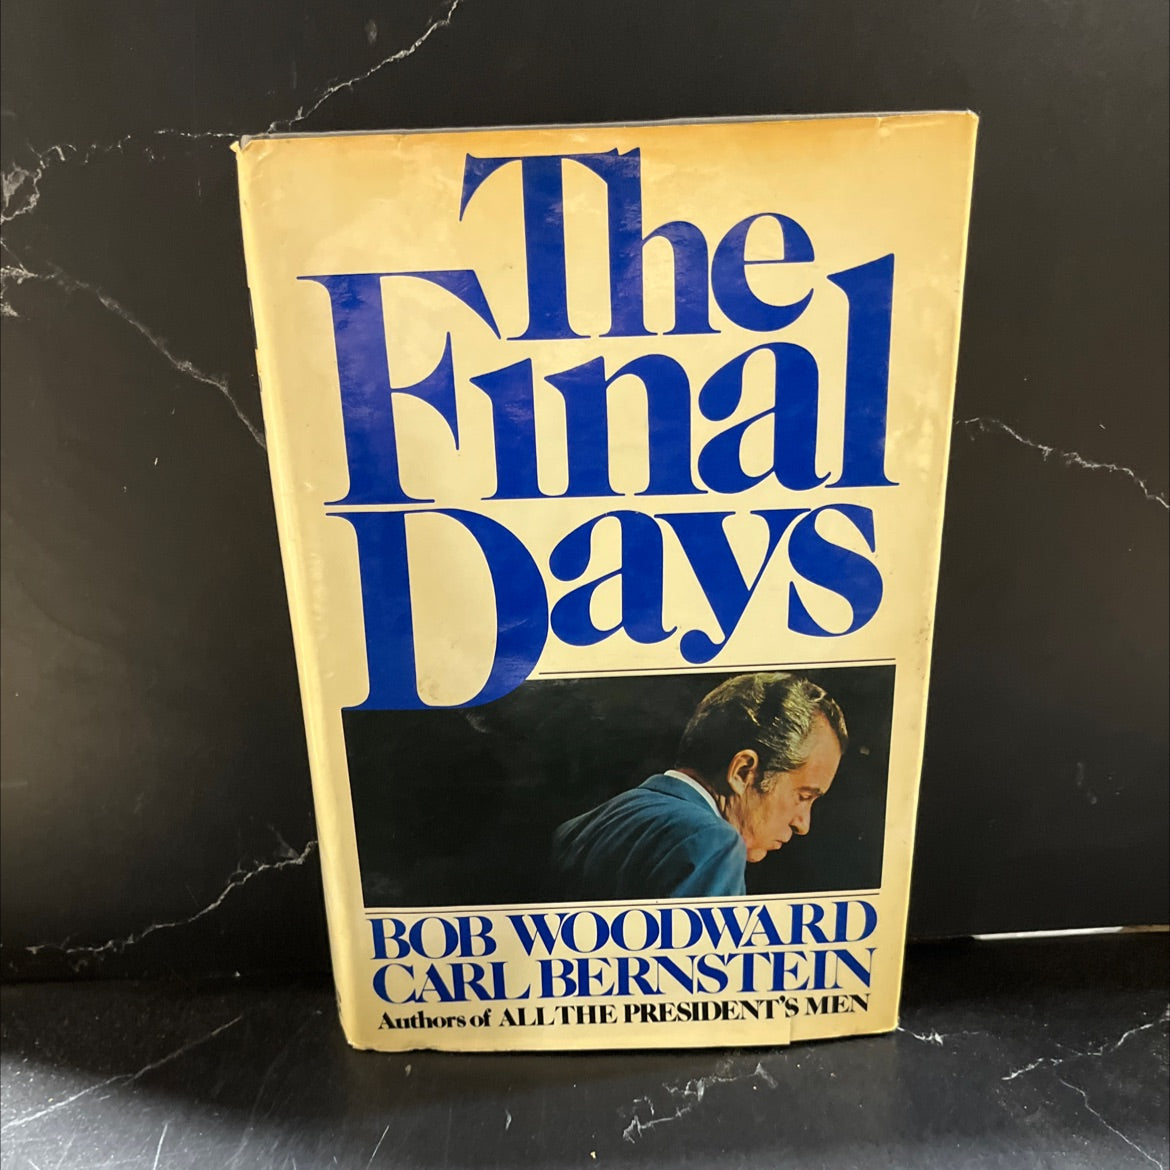 The
Final
Days
BOB WOODWARD
CARL BERNSTEIN
Authors of ALL THE PRESIDENT'S MEN